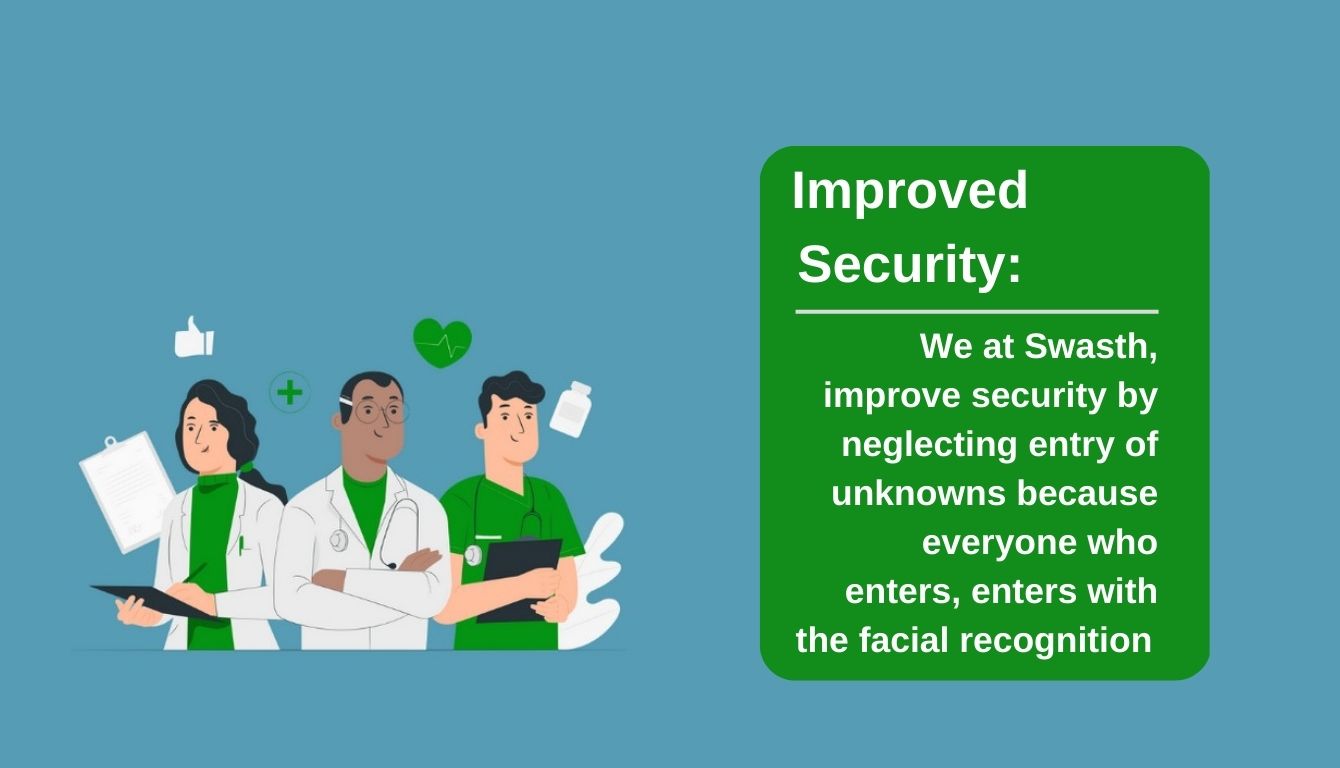 Improved
Security:
We at Swasth,
improve security by
neglecting entry of
unknowns because
everyone who
enters, enters with
the facial recognition